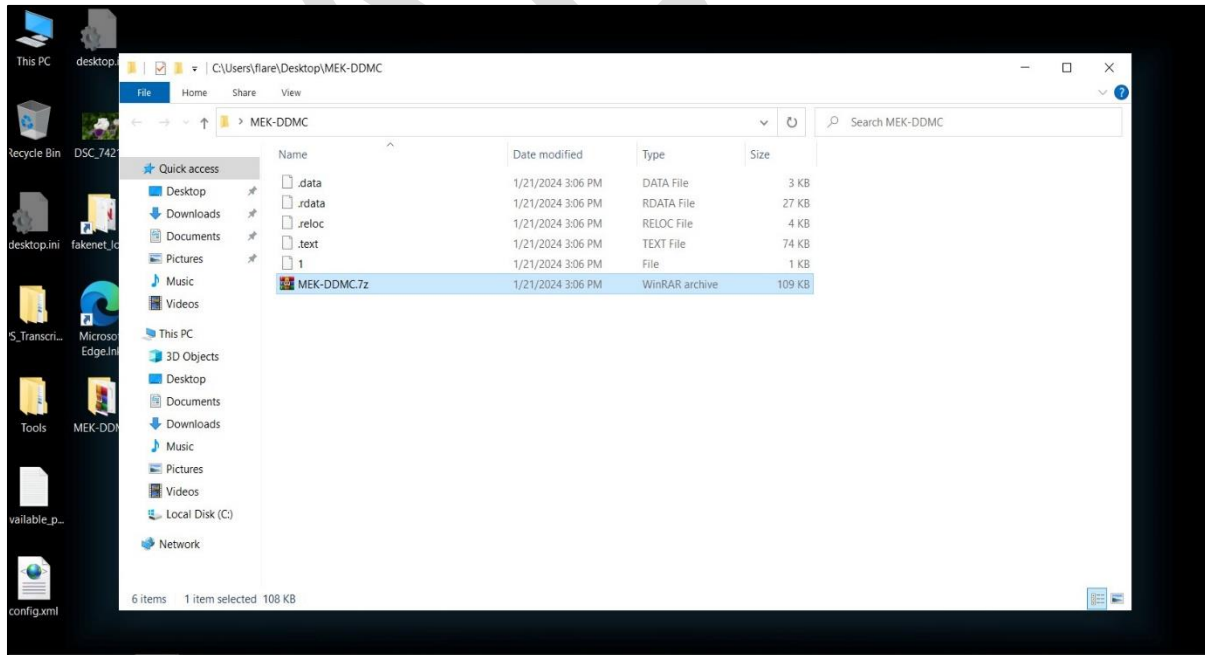 This PC
desktop.i
Recycle Bin
DSC_742
desktop.ini
fakenet_lo
PS_Transcri...
Microsof
Edge.lnk
Tools
MEK-DDM
vailable_p...
config.xml
C:\Users\flare\Desktop\MEK-DDMC
File Home Share View
MEK-DDMC
Search MEK-DDMC
Quick access
Desktop
Downloads
Documents
Pictures
Music
Videos
This PC
3D Objects
Desktop
Documents
Downloads
Music
Pictures
Videos
Local Disk (C:)
Network
Name Date modified Type Size
.data 1/21/2024 3:06 PM DATA File 3 KB
.rdata 1/21/2024 3:06 PM RDATA File 27 KB
.reloc 1/21/2024 3:06 PM RELOC File 4 KB
.text 1/21/2024 3:06 PM TEXT File 74 KB
1 1/21/2024 3:06 PM File 1 KB
MEK-DDMC.7z 1/21/2024 3:06 PM WinRAR archive 109 KB
6 items 1 item selected 108 KB